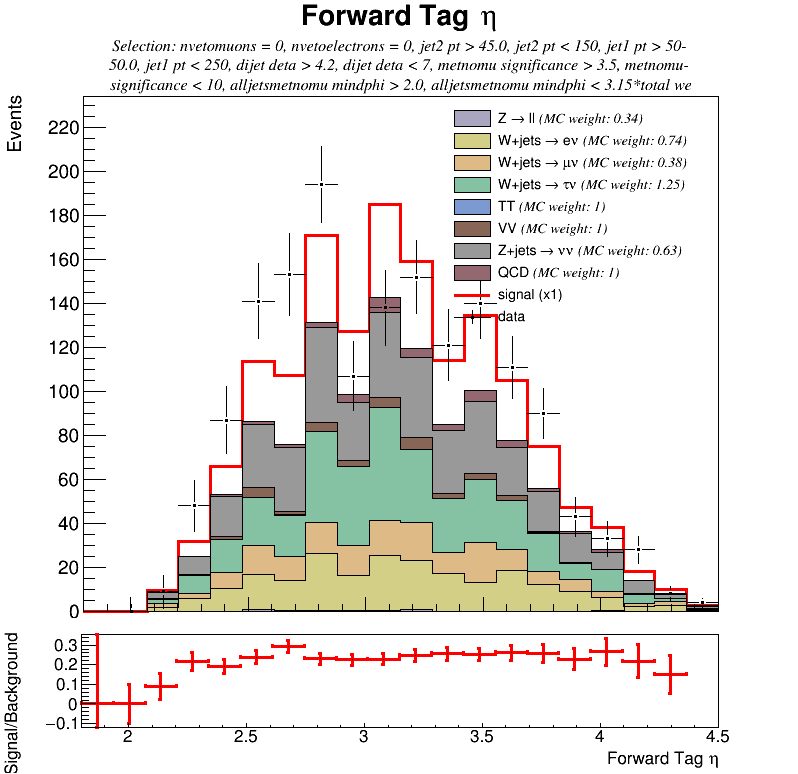 Forward Tag η
Selection: nvetomuons = 0, nvetoelectrons = 0, jet2 pt > 45.0, jet2 pt < 150, jet1 pt > 50-
50.0, jet1 pt < 250, dijet deta > 4.2, dijet deta < 7, metnomu significance > 3.5, metnomu-
significance < 10, alljetsmetnomu mindphi > 2.0, alljetsmetnomu mindphi < 3.15*total we
Events
220
200
180
160
140
120
100
80
60
40
20
0
Z → ll (MC weight: 0.34)
W+jets → eν (MC weight: 0.74)
W+jets → μν (MC weight: 0.38)
W+jets → τν (MC weight: 1.25)
TT (MC weight: 1)
VV (MC weight: 1)
Z+jets → νν (MC weight: 0.63)
QCD (MC weight: 1)
signal (x1)
data
Signal/Background
0.3
0.2
0.1
0
−0.1
2 2.5 3 3.5 4 4.5
Forward Tag η